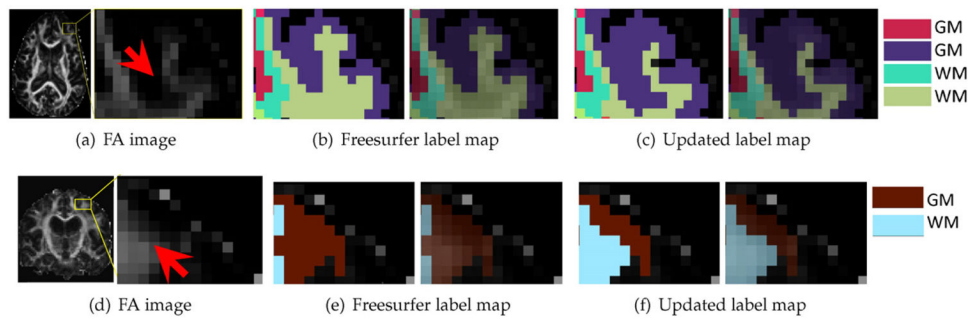 GM
GM
WM
WM
(a) FA image
(b) Freesurfer label map
(c) Updated label map
GM
WM
(d) FA image
(e) Freesurfer label map
(f) Updated label map